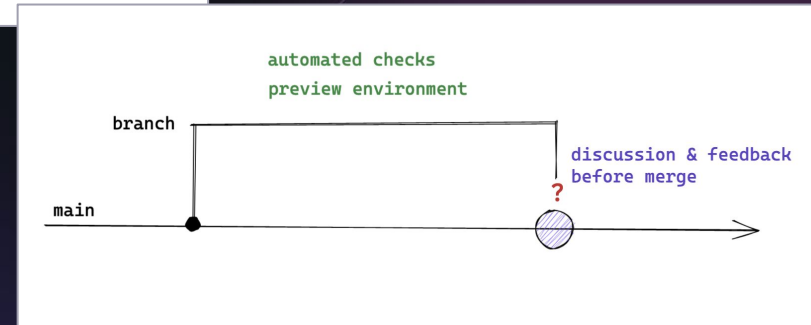 automated checks
preview environment
branch
discussion & feedback
before merge
?
main